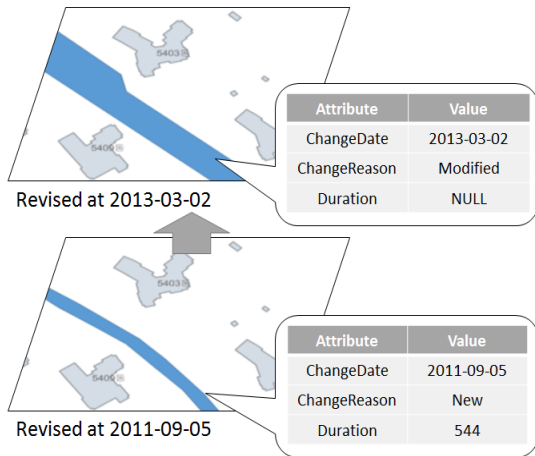 5403
5409
Attribute Value
ChangeDate 2013-03-02
ChangeReason Modified
Duration NULL
Revised at 2013-03-02
5403
5409
Attribute Value
ChangeDate 2011-09-05
ChangeReason New
Duration 544
Revised at 2011-09-05